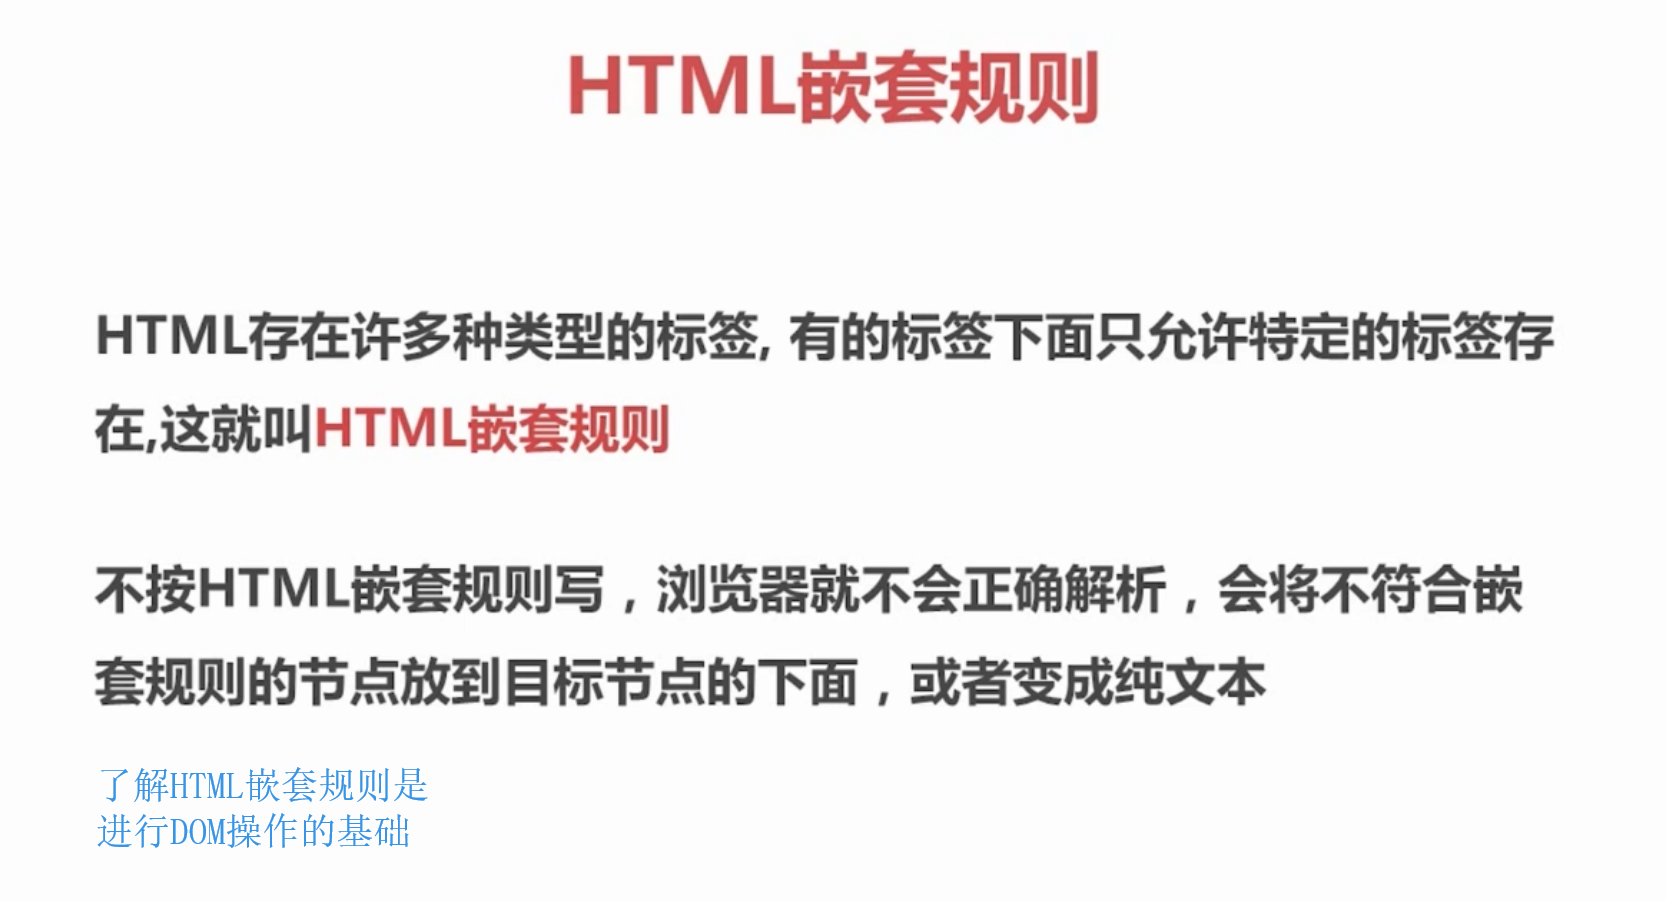 HTML嵌套规则
HTML存在许多种类型的标签, 有的标签下面只允许特定的标签存
在,这就叫HTML嵌套规则
不按HTML嵌套规则写，浏览器就不会正确解析，会将不符合嵌
套规则的节点放到目标节点的下面，或者变成纯文本
了解HTML嵌套规则是
进行DOM操作的基础